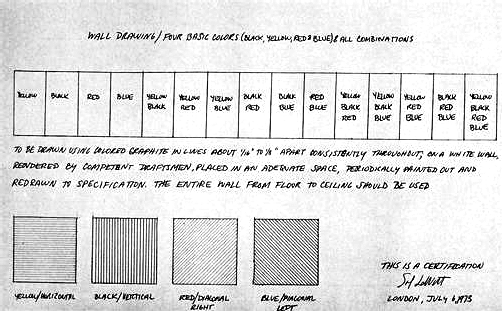 WALL DRAWING/ FOUR BASIC COLORS (BLACK, YELLOW, RED & BLUE) & ALL COMBINATIONS
YELLOW
BLACK
RED
BLUE
YELLOW
BLACK
YELLOW
RED
YELLOW
BLUE
BLACK
RED
BLACK
BLUE
RED
BLUE
YELLOW
BLACK
RED
YELLOW
BLACK
BLUE
YELLOW
RED
BLUE
BLACK
RED
BLUE
YELLOW
BLACK
RED
BLUE
TO BE DRAWN USING COLORED GRAPHITE IN LINES ABOUT 1/16" TO 1/8" APART CONSISTENTLY THROUGHOUT, ON A WHITE WALL,
RENDERED BY COMPETENT DRAFTSMEN, PLACED IN AN ADEQUATE SPACE, PERIODICALLY PAINTED OUT AND
REDRAWN TO SPECIFICATION. THE ENTIRE WALL FROM FLOOR TO CEILING SHOULD BE USED
YELLOW/HORIZONTAL
BLACK/VERTICAL
RED/DIAGONAL
RIGHT
BLUE/DIAGONAL
LEFT
THIS IS A CERTIFICATION
Sol LeWitt
LONDON, JULY 6, 1973